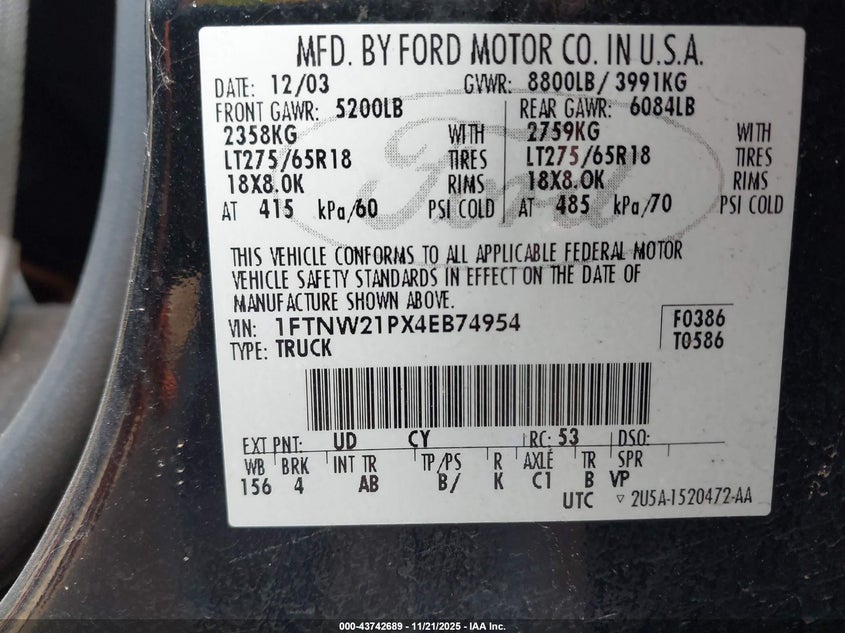 MFD. BY FORD MOTOR CO. IN U.S.A.
DATE: 12/03 GVWR: 8800LB/ 3991KG
FRONT GAWR: 5200LB REAR GAWR: 6084LB
2358KG WITH 2759KG WITH
LT275/65R18 TIRES LT275/65R18 TIRES
18X8.0K RIMS 18X8.0K RIMS
AT 415 kPa/60 PSI COLD AT 485 kPa/70 PSI COLD
Ford
THIS VEHICLE CONFORMS TO ALL APPLICABLE FEDERAL MOTOR
VEHICLE SAFETY STANDARDS IN EFFECT ON THE DATE OF
MANUFACTURE SHOWN ABOVE.
VIN: 1FTNW21PX4EB74954 F0386
TYPE: TRUCK T0586
EXT PNT: UD CY RC: 53 DSO:
WB BRK INT TR TP/PS R AXLE TR SPR
156 4 AB B/ K C1 B VP
UTC ▽ 2U5A-1520472-AA
000-43742689 - 11/21/2025 - IAA Inc.